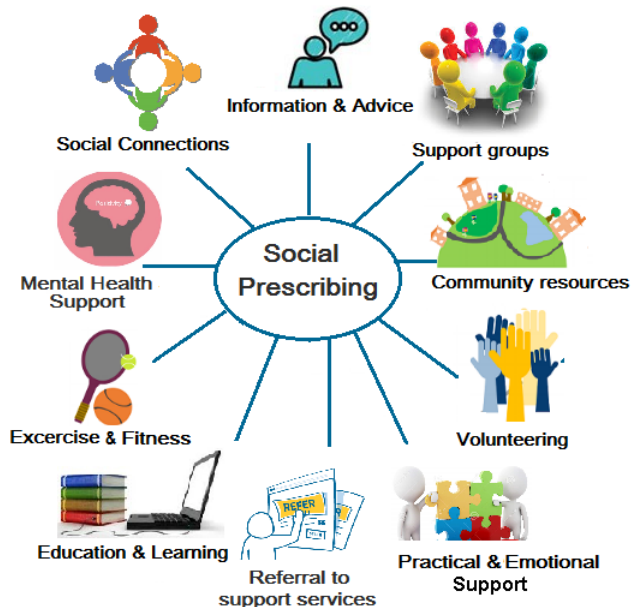 Information & Advice
Social Connections
Support groups
Positivity
Mental Health
Support
Social
Prescribing
Community resources
Excercise & Fitness
Volunteering
Education & Learning
REFER
Referral to
support services
Practical & Emotional
Support